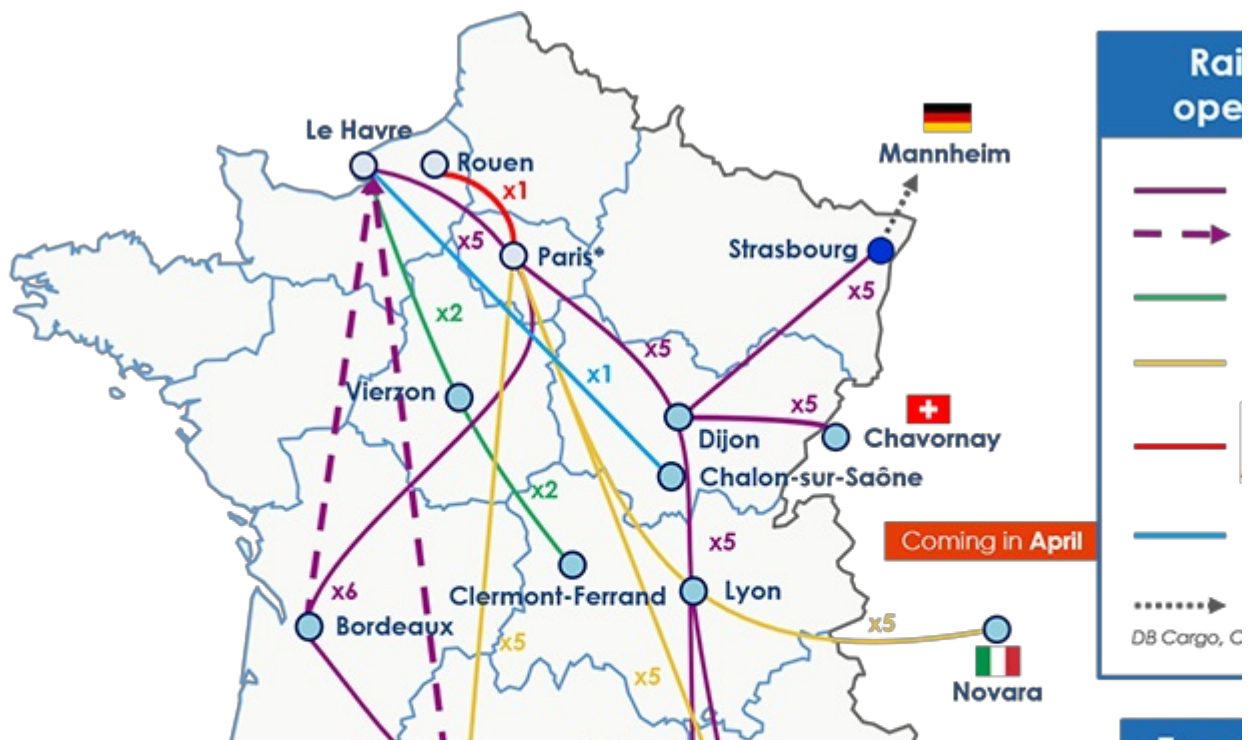 Rai
ope
Le Havre
Mannheim
Rouen
x1
x5
Paris*
Strasbourg
x5
x2
x5
x1
Vierzon
x5
Dijon
Chavornay
Chalon-sur-Saône
x2
x5
Coming in April
Clermont-Ferrand
Lyon
x6
Bordeaux
x5
x5
DB Cargo, C
x5
Novara